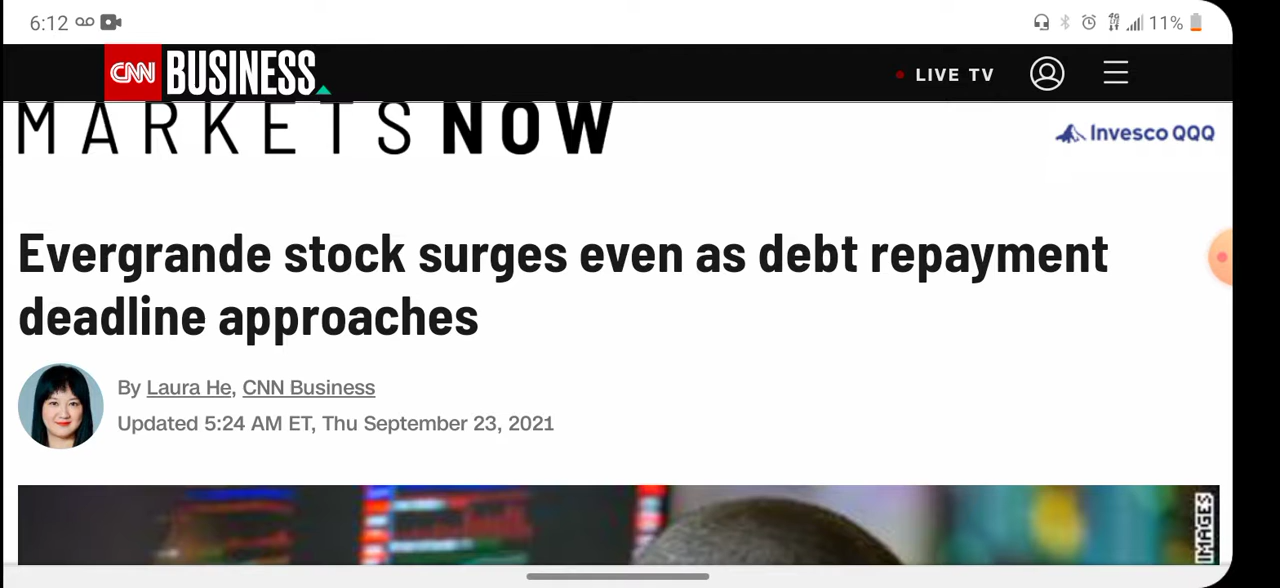 6:12
4G
11%
CNN BUSINESS
LIVE TV
MARKETS NOW
Invesco QQQ
Evergrande stock surges even as debt repayment
deadline approaches
By Laura He, CNN Business
Updated 5:24 AM ET, Thu September 23, 2021
IMAGES